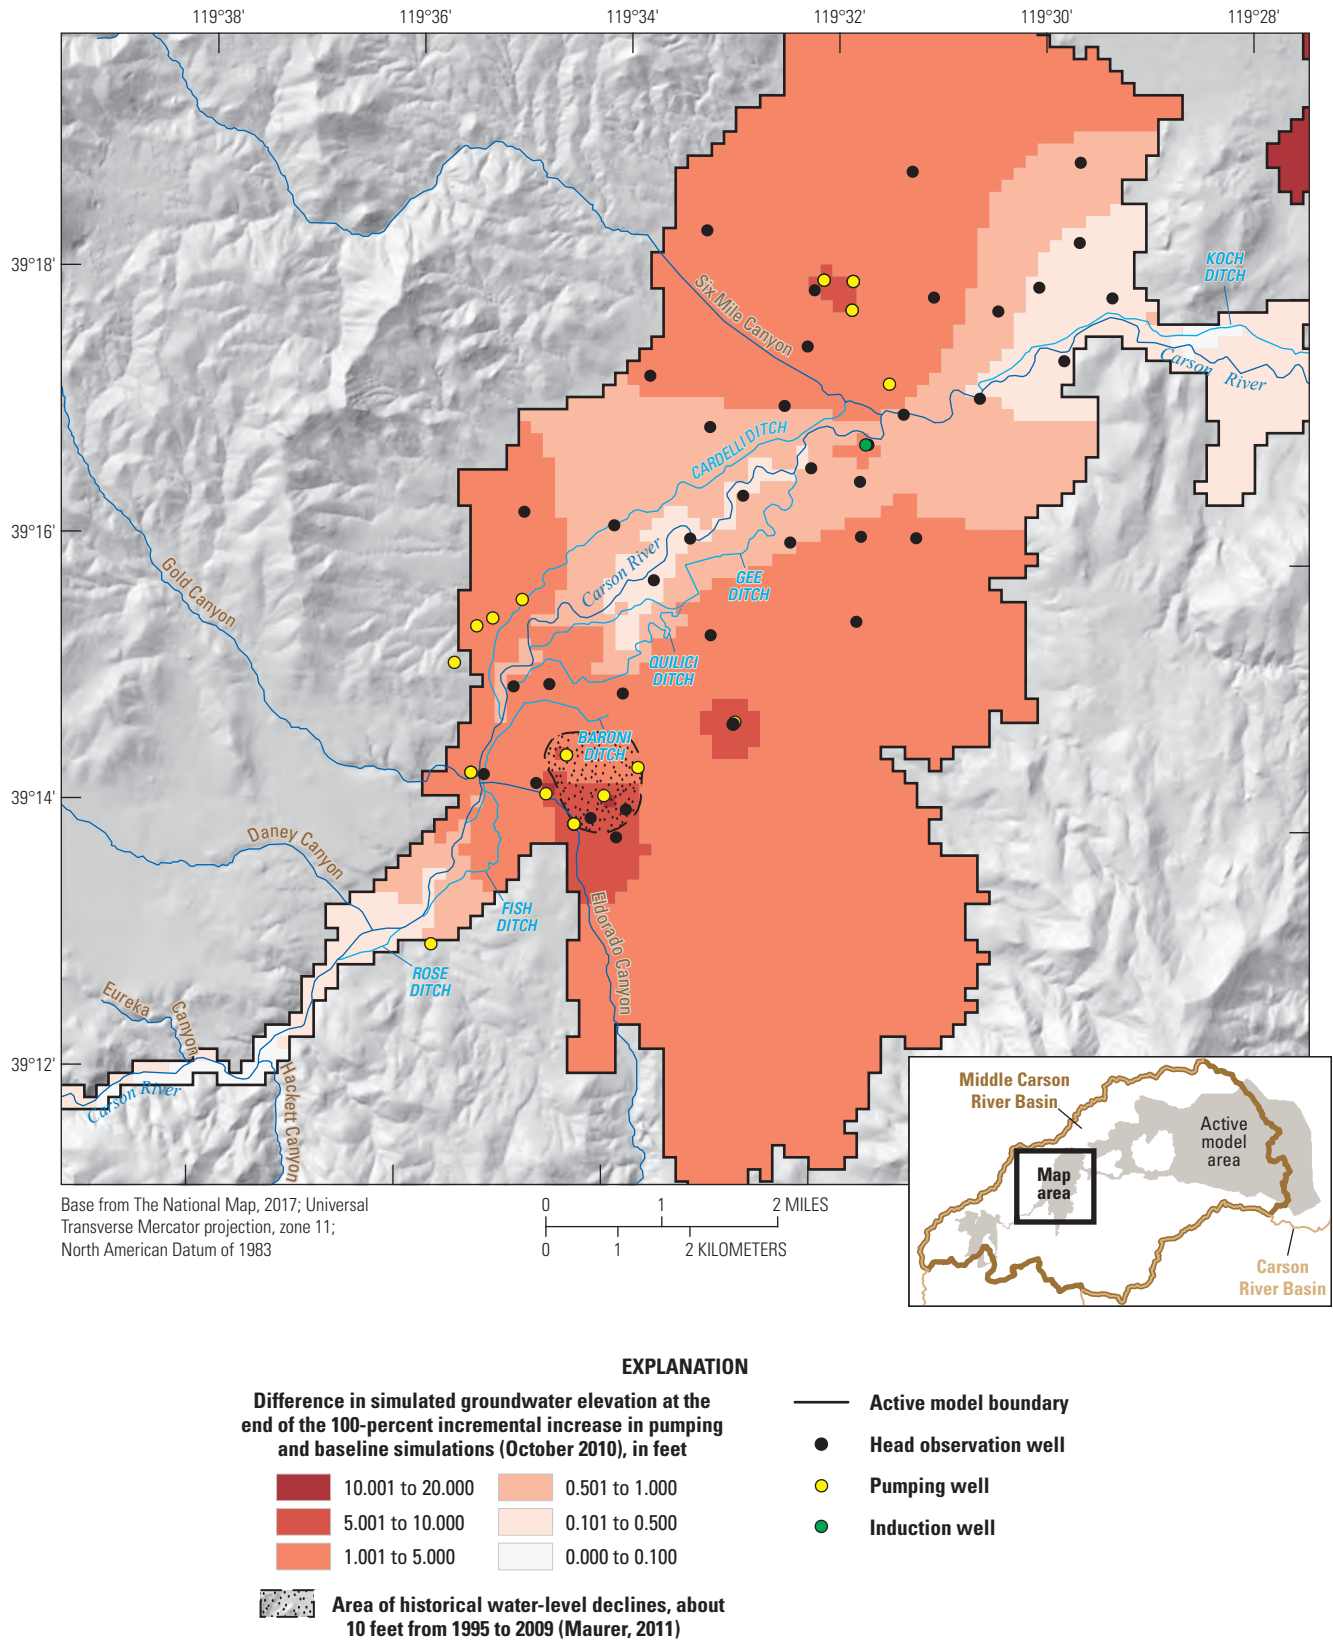 119°38'
119°36'
119°34'
119°32'
119°30'
119°28'
39°18'
39°16'
39°14'
39°12'
KOCH
DITCH
Six Mile Canyon
Carson River
CARDELLI DITCH
Gold Canyon
Carson River
GEE
DITCH
QUILICI
DITCH
BARONI
DITCH
Daney Canyon
FISH
DITCH
Eldorado Canyon
ROSE
DITCH
Eureka
Canyon
Hackett Canyon
Carson River
Middle Carson
River Basin
Active
model
area
Map
area
Carson
River Basin
Base from The National Map, 2017; Universal
Transverse Mercator projection, zone 11;
North American Datum of 1983
0 1 2 MILES
0 1 2 KILOMETERS
EXPLANATION
Difference in simulated groundwater elevation at the
end of the 100-percent incremental increase in pumping
and baseline simulations (October 2010), in feet
10.001 to 20.000
5.001 to 10.000
1.001 to 5.000
0.501 to 1.000
0.101 to 0.500
0.000 to 0.100
Area of historical water-level declines, about
10 feet from 1995 to 2009 (Maurer, 2011)
Active model boundary
Head observation well
Pumping well
Induction well